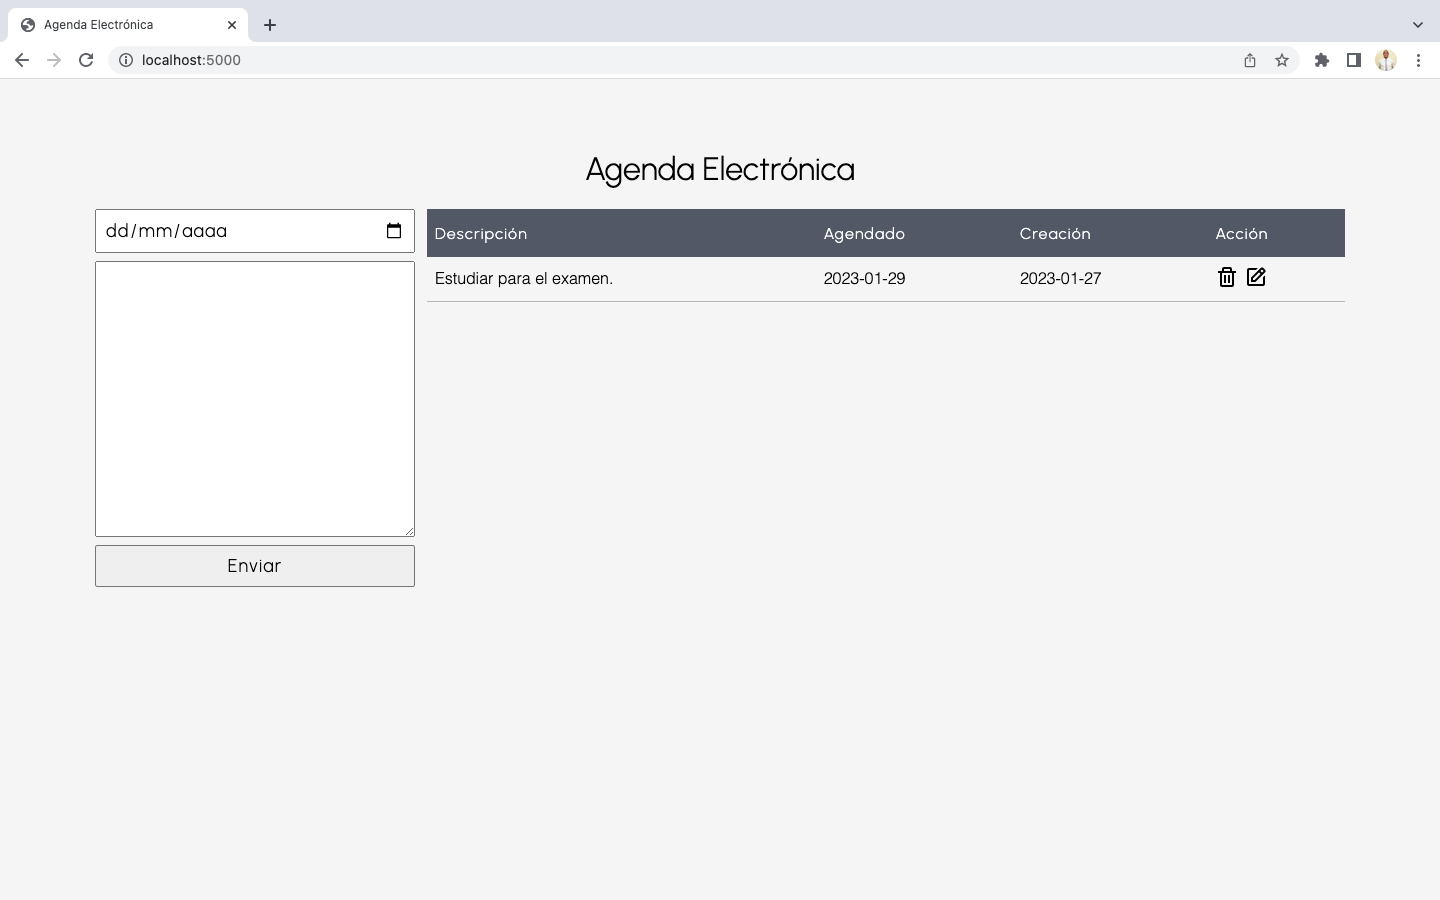 Agenda Electrónica
localhost:5000
Agenda Electrónica
dd/mm/aaaa
Enviar
Descripción Agendado Creación Acción
Estudiar para el examen. 2023-01-29 2023-01-27